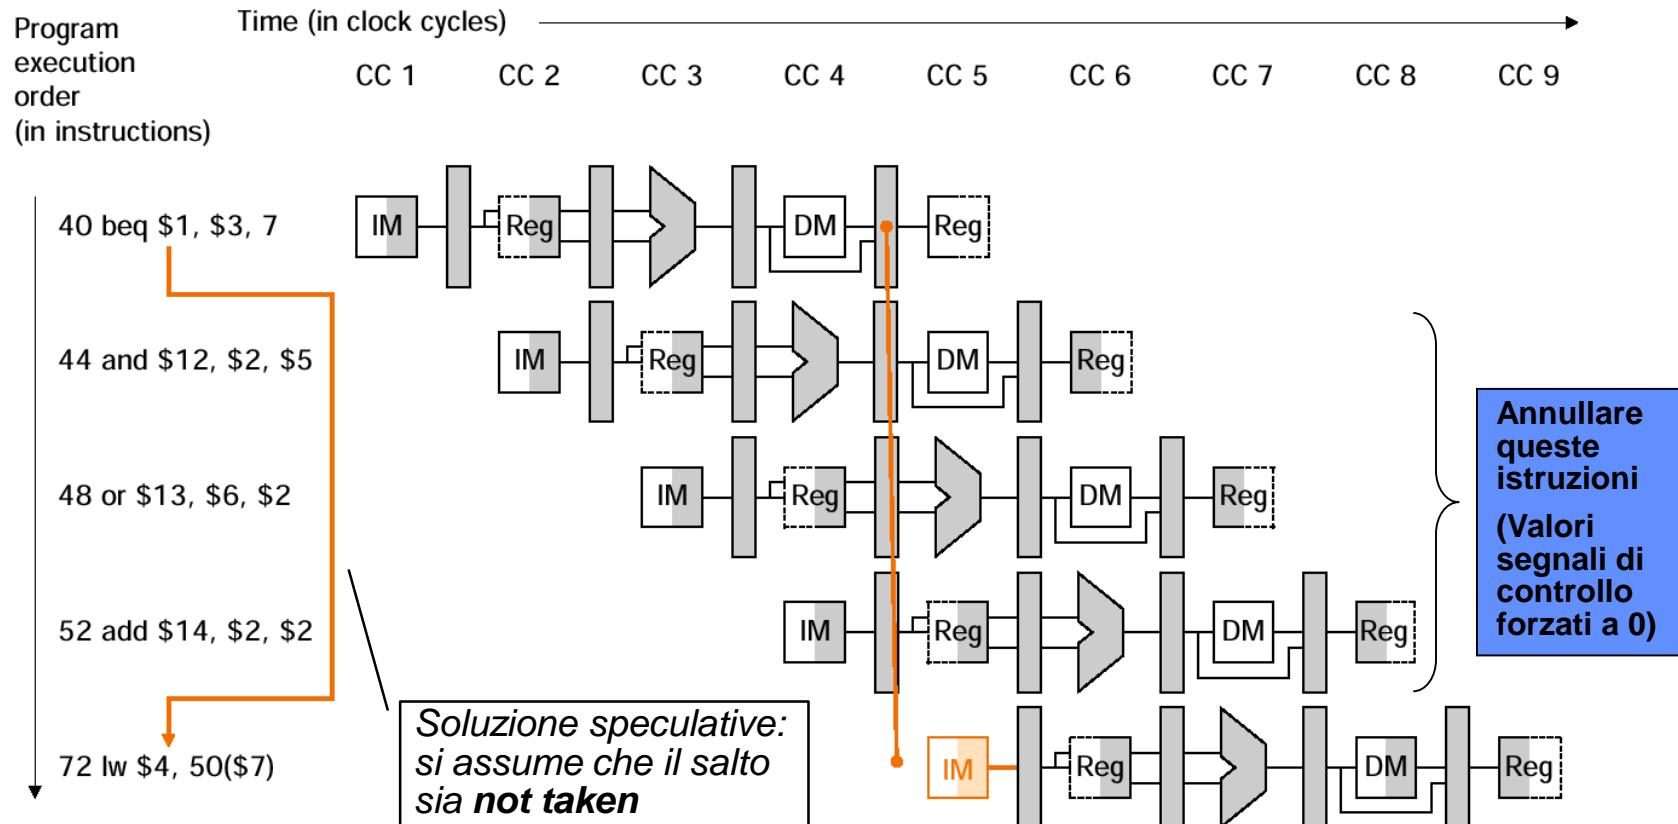 Program
execution
order
(in instructions)
Time (in clock cycles)
CC 1 CC 2 CC 3 CC 4 CC 5 CC 6 CC 7 CC 8 CC 9
40 beq $1, $3, 7
IM Reg DM Reg
44 and $12, $2, $5
IM Reg DM Reg
48 or $13, $6, $2
IM Reg DM Reg
52 add $14, $2, $2
IM Reg DM Reg
72 lw $4, 50($7)
IM Reg DM Reg
Soluzione speculative:
si assume che il salto
sia not taken
Annullare
queste
istruzioni
(Valori
segnali di
controllo
forzati a 0)